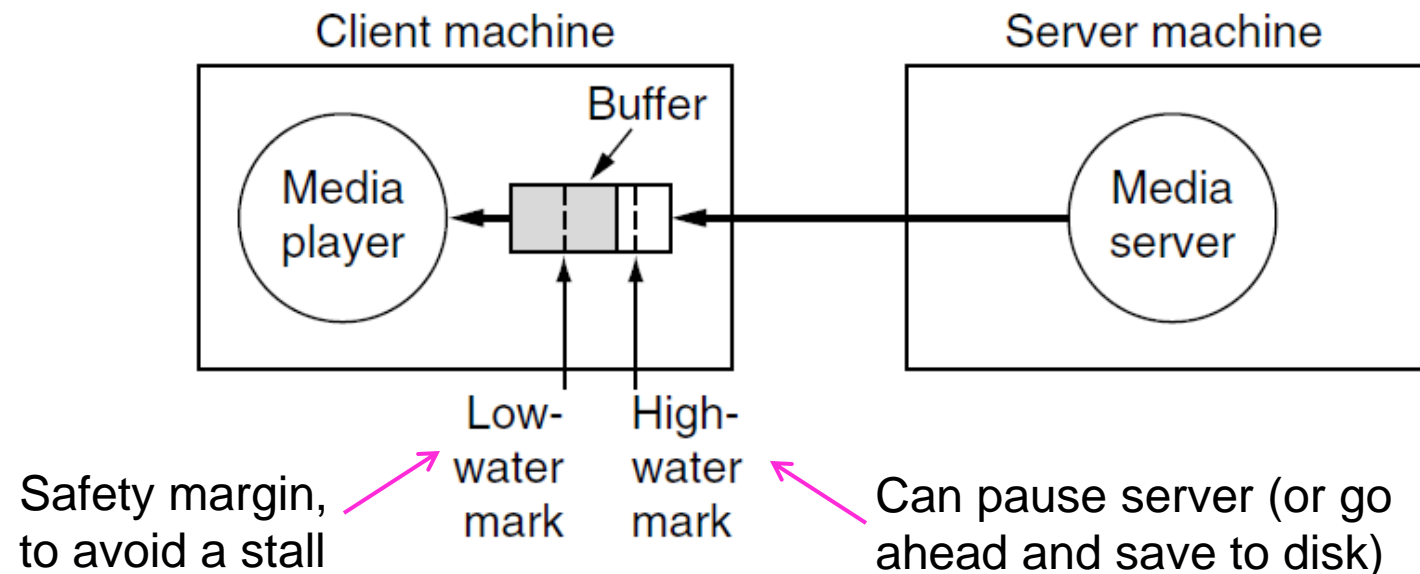 Client machine
Server machine
Buffer
Media
player
Media
server
Low-
water
mark
High-
water
mark
Safety margin,
to avoid a stall
Can pause server (or go
ahead and save to disk)